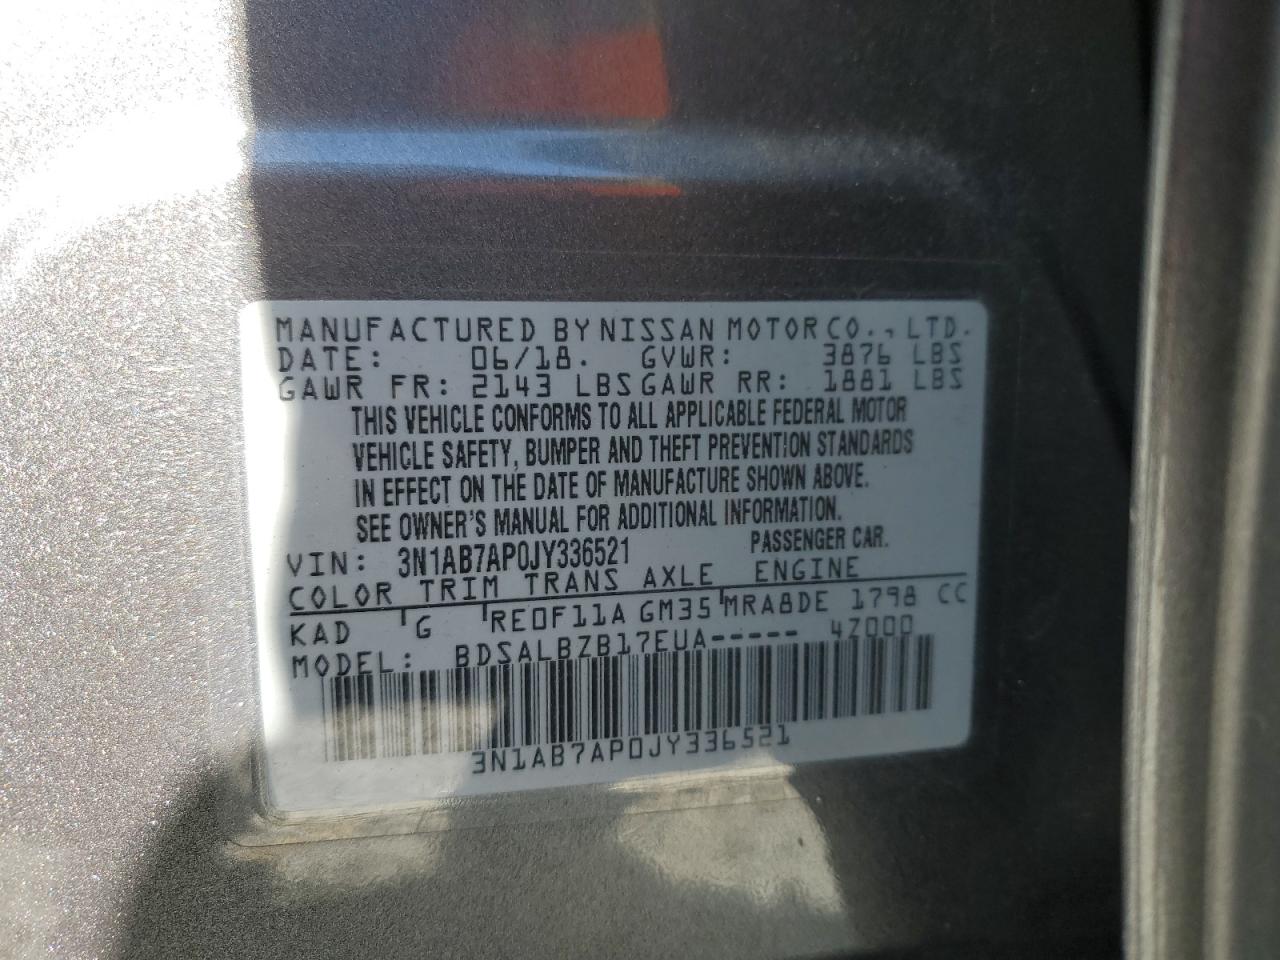 MANUFACTURED BY NISSAN MOTOR CO., LTD.
DATE: 06/18. GVWR: 3876 LBS
GAWR FR: 2143 LBS GAWR RR: 1881 LBS
THIS VEHICLE CONFORMS TO ALL APPLICABLE FEDERAL MOTOR
VEHICLE SAFETY, BUMPER AND THEFT PREVENTION STANDARDS
IN EFFECT ON THE DATE OF MANUFACTURE SHOWN ABOVE.
SEE OWNER'S MANUAL FOR ADDITIONAL INFORMATION.
VIN: 3N1AB7AP0JY336521 PASSENGER CAR.
COLOR TRIM TRANS AXLE ENGINE
KAD G RE0F11A GM35 MRA8DE 1798 CC
MODEL: BDSALBZB17EUA----- 4Z000
3N1AB7AP0JY336521